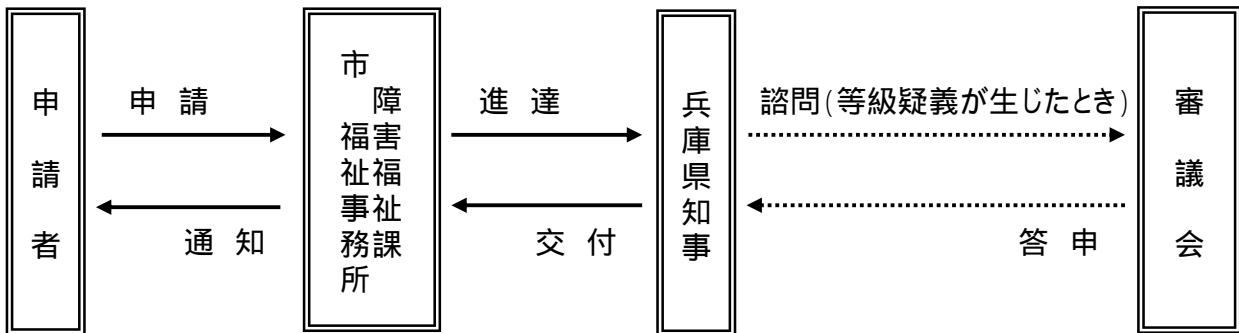 申請者
申 請
通 知
市
障害福祉課
福祉事務所
進 達
交 付
兵庫県知事
諮問(等級疑義が生じたとき)
答 申
審議会